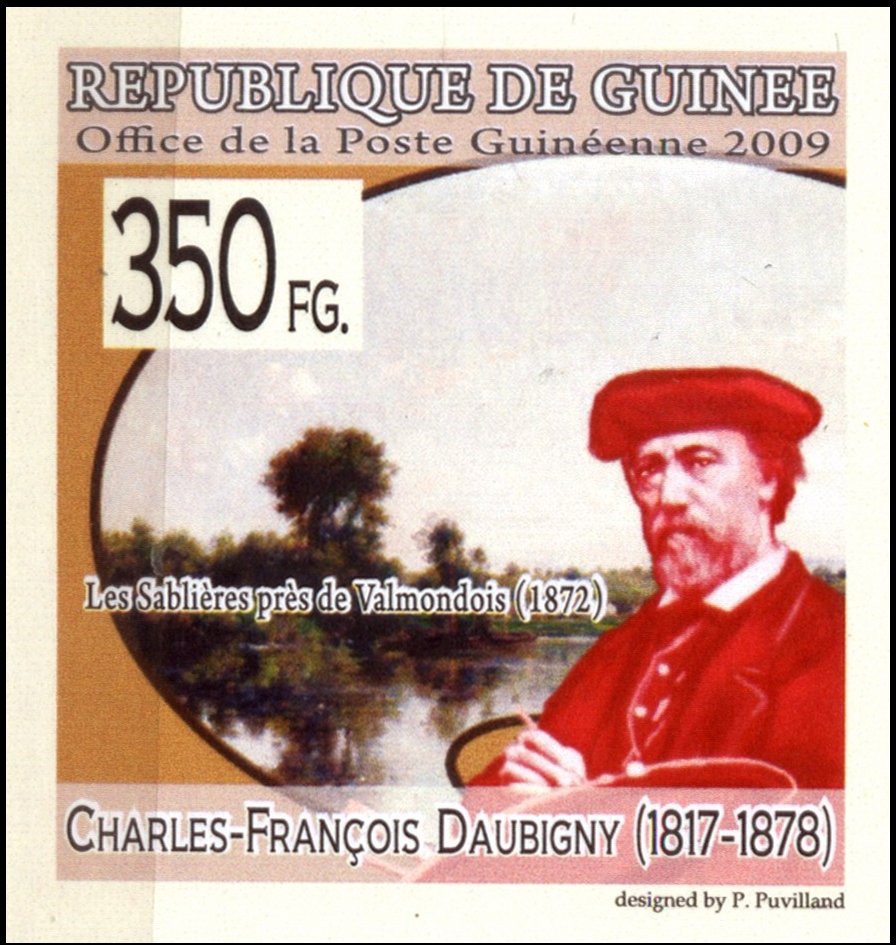 REPUBLIQUE DE GUINEE
Office de la Poste Guinéenne 2009
350 FG.
Les Sablières près de Valmondois (1872)
CHARLES-FRANÇOIS DAUBIGNY (1817-1878)
designed by P. Puvilland